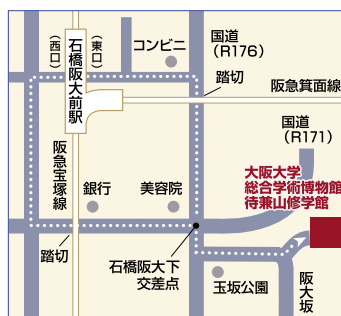 石橋阪大前駅
（西口）
（東口）
コンビニ
国道
（R176）
踏切
阪急箕面線
国道
（R171）
阪急宝塚線
銀行
美容院
大阪大学
総合学術博物館
待兼山修学館
踏切
石橋阪大下
交差点
玉坂公園
阪大坂